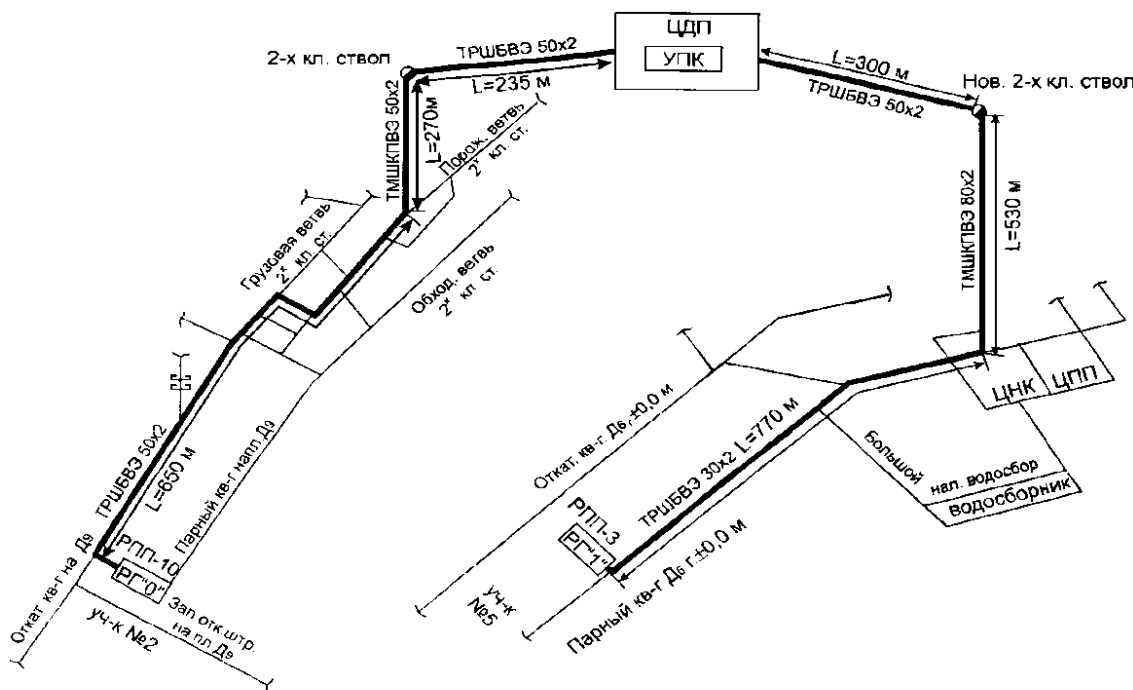 ЦДП
УПК
2-х кл. ствол
ТРШБВЭ 50х2
L=235 м
L=300 м
ТРШБВЭ 50х2
Нов. 2-х кл. ствол
ТМШКПВЭ 50х2
L=270м
Порож. ветвь
2ˣ кл. ст.
Грузовая ветвь
2ˣ кл. ст.
Обход. ветвь
2ˣ кл. ст.
ТМШКПВЭ 80х2
L=530 м
ЦНК
ЦПП
Большой
нал. водосбор
водосборник
Откат. кв-г Д₆ г.±0,0 м
ТРШБВЭ 30х2 L=770 м
РПП-3
РГ"1"
Парный кв-г Д₆ г.±0,0 м
уч-к
№5
ТРШБВЭ 50х2
L=650 м
Парный кв-г напл.Д₉
РПП-10
РГ"0"
Откат кв-г на Д₉
Зап отк.штр.
на пл Д₉
уч-к №2